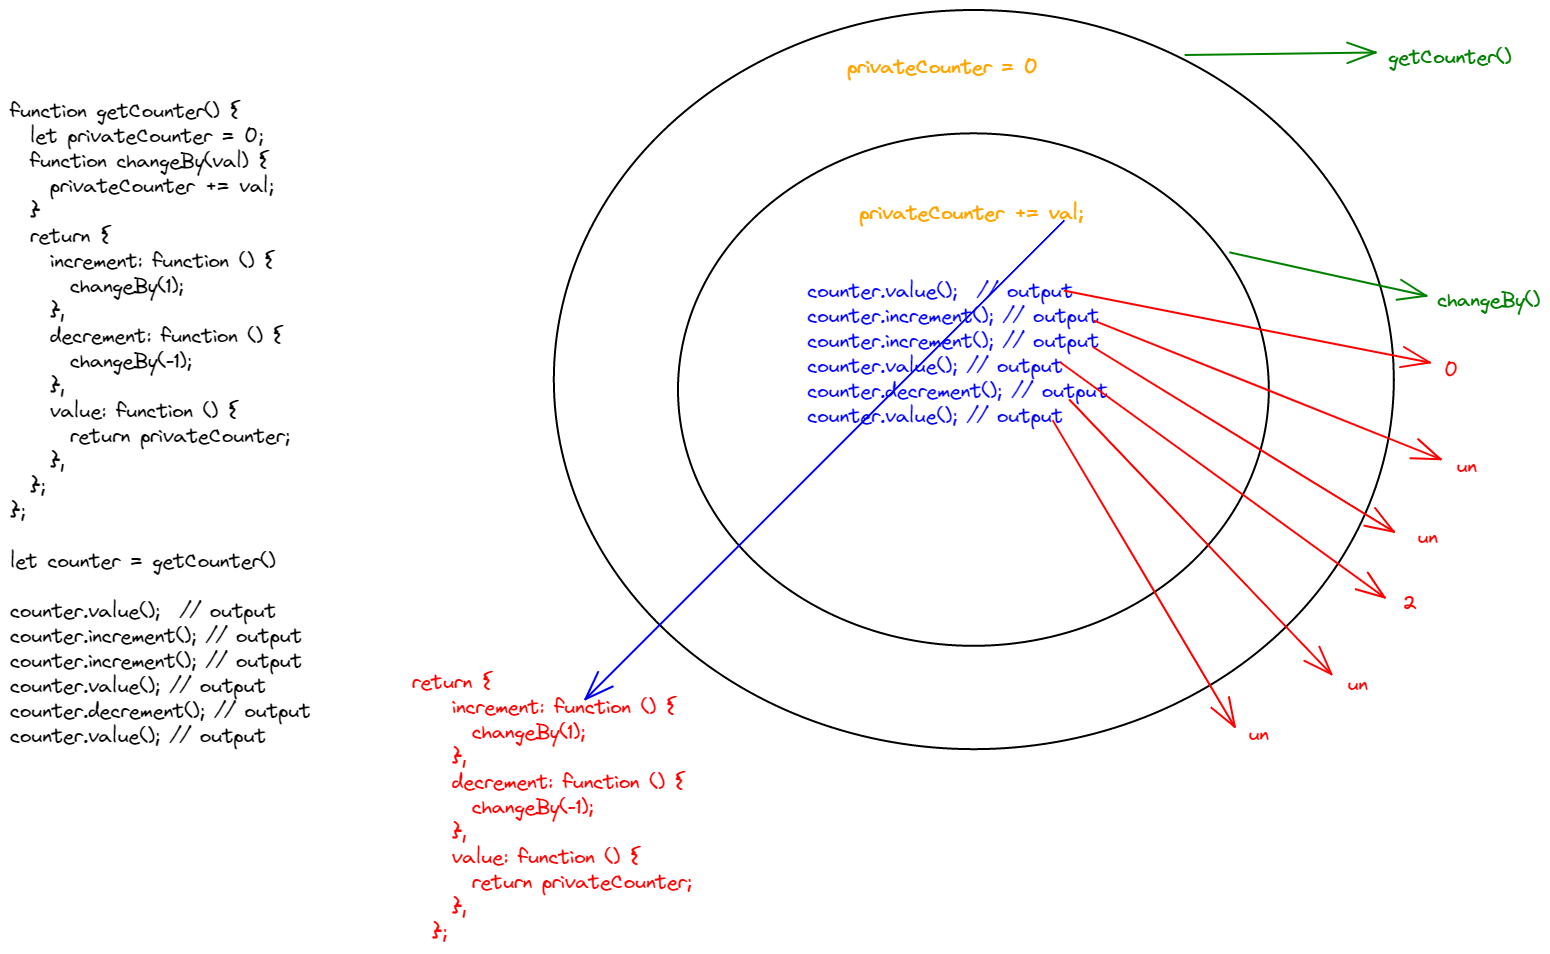 function getCounter() {
let privateCounter = 0;
function changeBy(val) {
privateCounter += val;
}
return {
increment: function () {
changeBy(1);
},
decrement: function () {
changeBy(-1);
},
value: function () {
return privateCounter;
},
};
};
let counter = getCounter()
counter.value();  // output
counter.increment(); // output
counter.increment(); // output
counter.value(); // output
counter.decrement(); // output
counter.value(); // output
privateCounter = 0
getCounter()
privateCounter += val;
changeBy()
counter.value();  // output
counter.increment(); // output
counter.increment(); // output
counter.value(); // output
counter.decrement(); // output
counter.value(); // output
0
un
un
2
un
un
return {
increment: function () {
changeBy(1);
},
decrement: function () {
changeBy(-1);
},
value: function () {
return privateCounter;
},
};